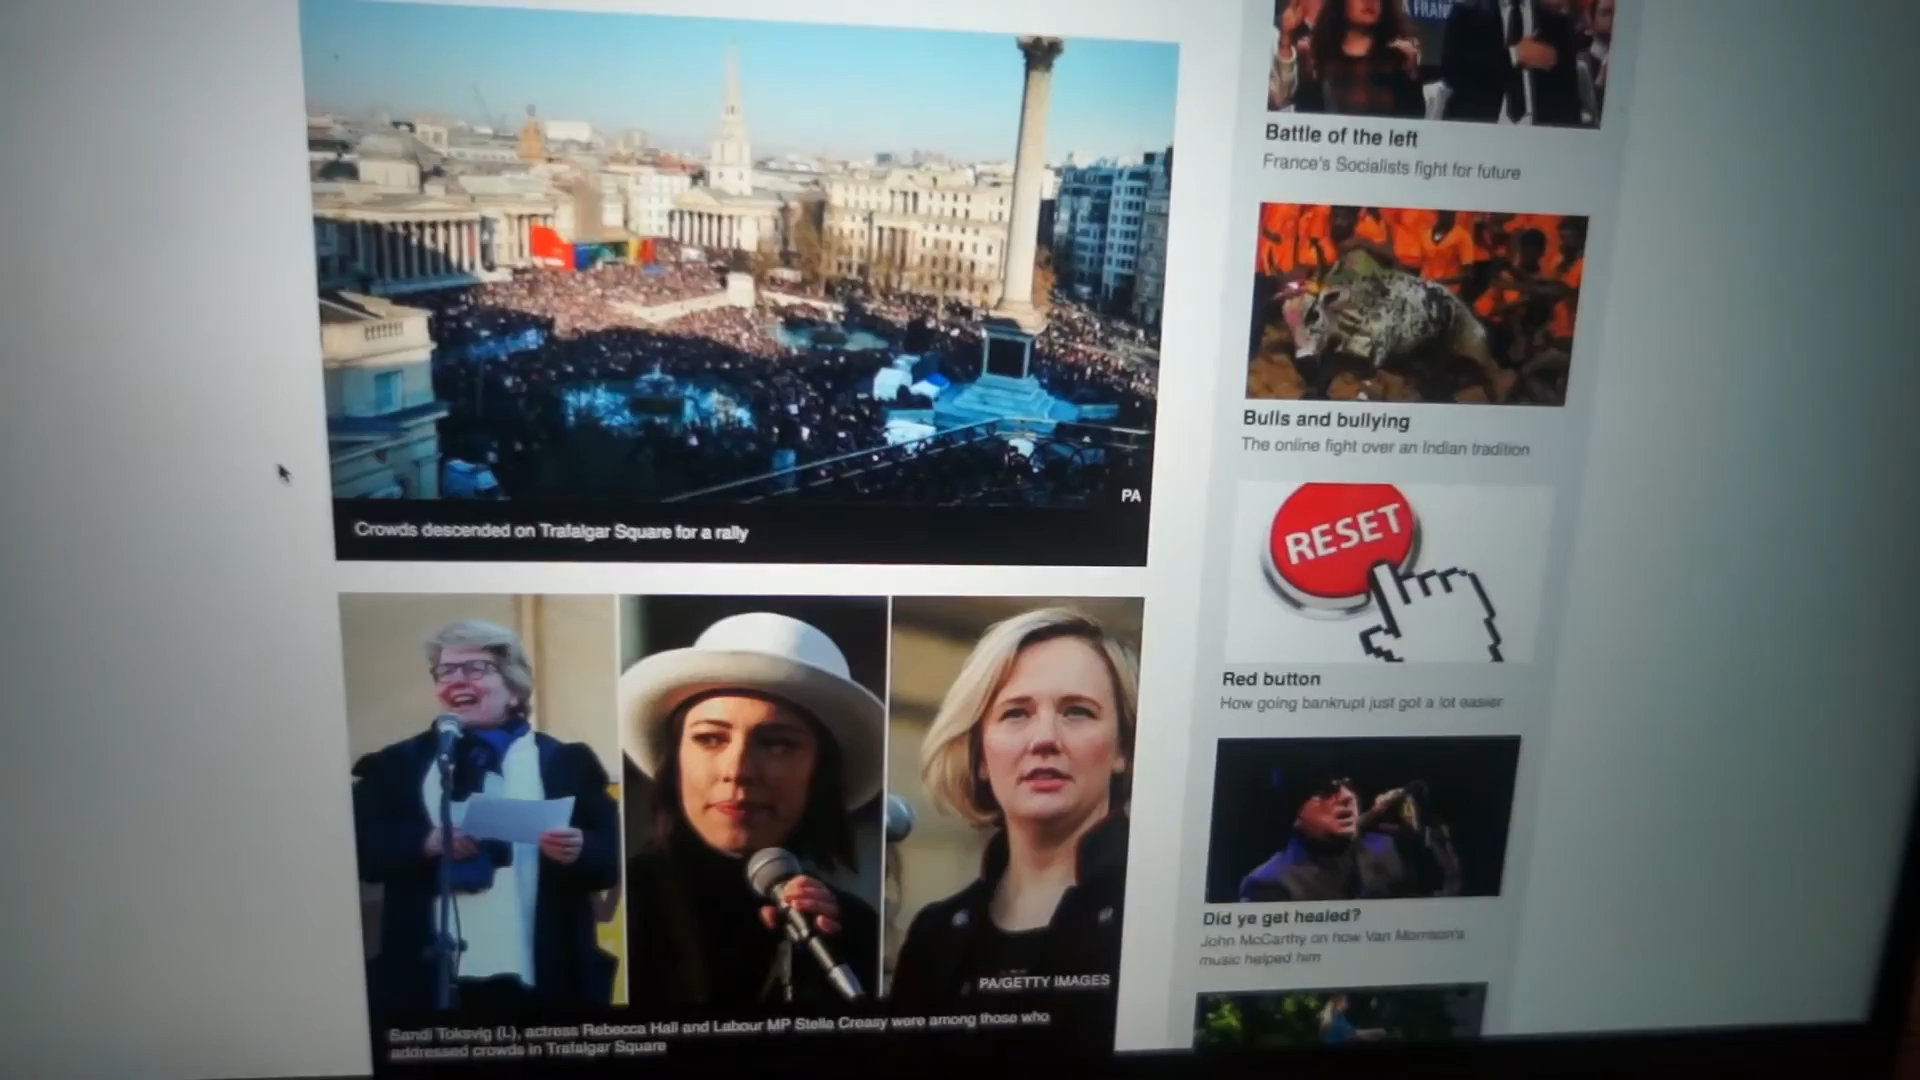 A FRAN
Battle of the left
France's Socialists fight for future
PA
Crowds descended on Trafalgar Square for a rally
Bulls and bullying
The online fight over an Indian tradition
RESET
Red button
How going bankrupt just got a lot easier
Did ye get healed?
John McCarthy on how Van Morrison's
music helped him
PA/GETTY IMAGES
Sandi Toksvig (L), actress Rebecca Hall and Labour MP Stella Creasy were among those who
addressed crowds in Trafalgar Square